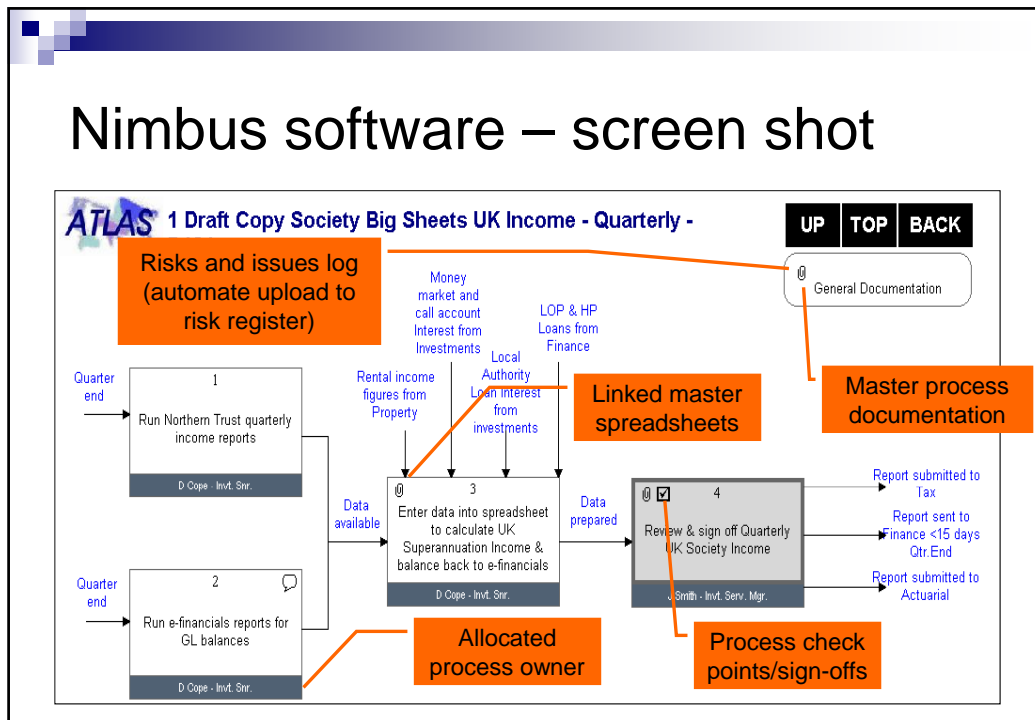 Nimbus software – screen shot
ATLAS
1 Draft Copy Society Big Sheets UK Income - Quarterly -
UP
TOP
BACK
General Documentation
Risks and issues log
(automate upload to
risk register)
Money
market and
call account
Interest from
Investments
LOP & HP
Loans from
Finance
Local
Authority
Loan Interest
from
investments
Rental income
figures from
Property
Linked master
spreadsheets
Master process
documentation
Quarter
end
1
Run Northern Trust quarterly
income reports
D Cope - Invt. Snr.
Data
available
3
Enter data into spreadsheet
to calculate UK
Superannuation Income &
balance back to e-financials
D Cope - Invt. Snr.
Data
prepared
4
Review & sign off Quarterly
UK Society Income
J Smith - Invt. Serv. Mgr.
Report submitted to
Tax
Report sent to
Finance <15 days
Qtr.End
Report submitted to
Actuarial
Quarter
end
2
Run e-financials reports for
GL balances
D Cope - Invt. Snr.
Allocated
process owner
Process check
points/sign-offs